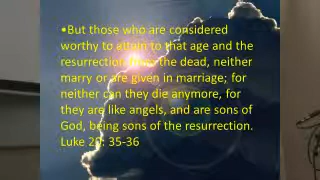 •But those who are considered
worthy to attain to that age and the
resurrection from the dead, neither
marry or are given in marriage; for
neither can they die anymore, for
they are like angels, and are sons of
God, being sons of the resurrection.
Luke 20: 35-36